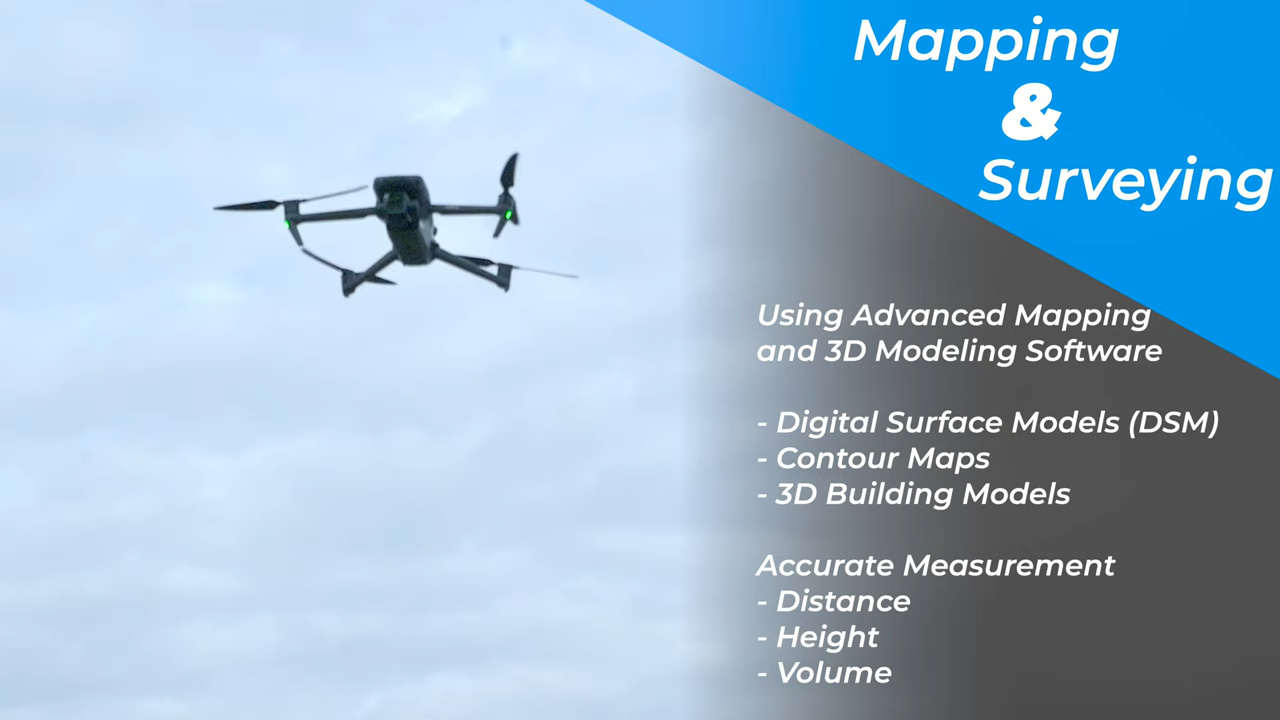 Mapping
&
Surveying
Using Advanced Mapping
and 3D Modeling Software
- Digital Surface Models (DSM)
- Contour Maps
- 3D Building Models
Accurate Measurement
- Distance
- Height
- Volume